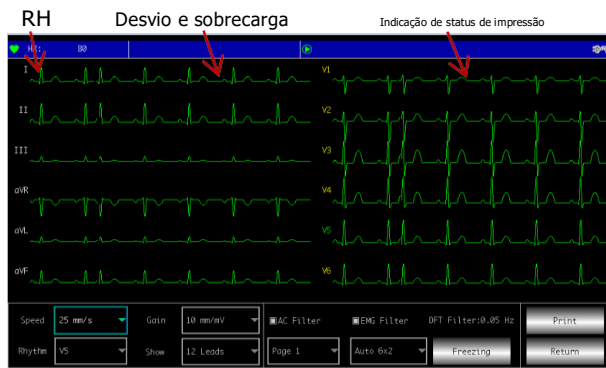 RH
Desvio e sobrecarga
Indicação de status de impressão
HR: 80
I
II
III
aVR
aVL
aVF
V1
V2
V3
V4
V5
V6
Speed 25 mm/s Gain 10 mm/mV AC Filter EMG Filter DFT Filter:0.05 Hz Print
Rhythm V5 Show 12 Leads Page 1 Auto 6x2 Freezing Return